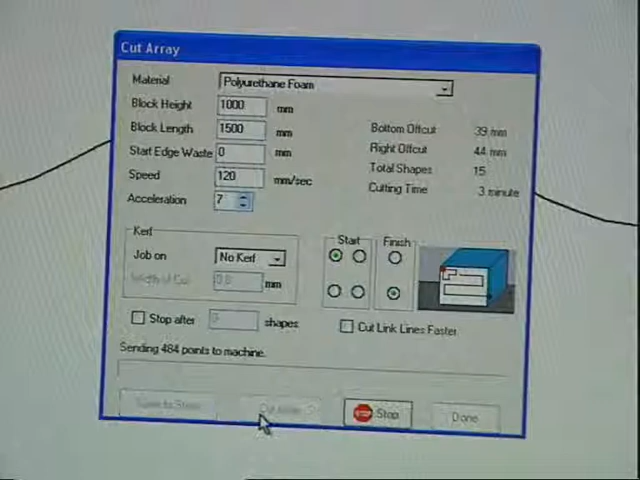 Cut Array
Material Polyurethane Foam
Block Height 1000 mm
Block Length 1500 mm
Start Edge Waste 0 mm
Speed 120 mm/sec
Acceleration 7
Bottom Offcut 39 mm
Right Offcut 44 mm
Total Shapes 15
Cutting Time 3 minute
Kerf
Job on No Kerf
mm
Start
Finish
Stop after shapes
Cut Link Lines Faster
Sending 484 points to machine.
STOP Stop
Done